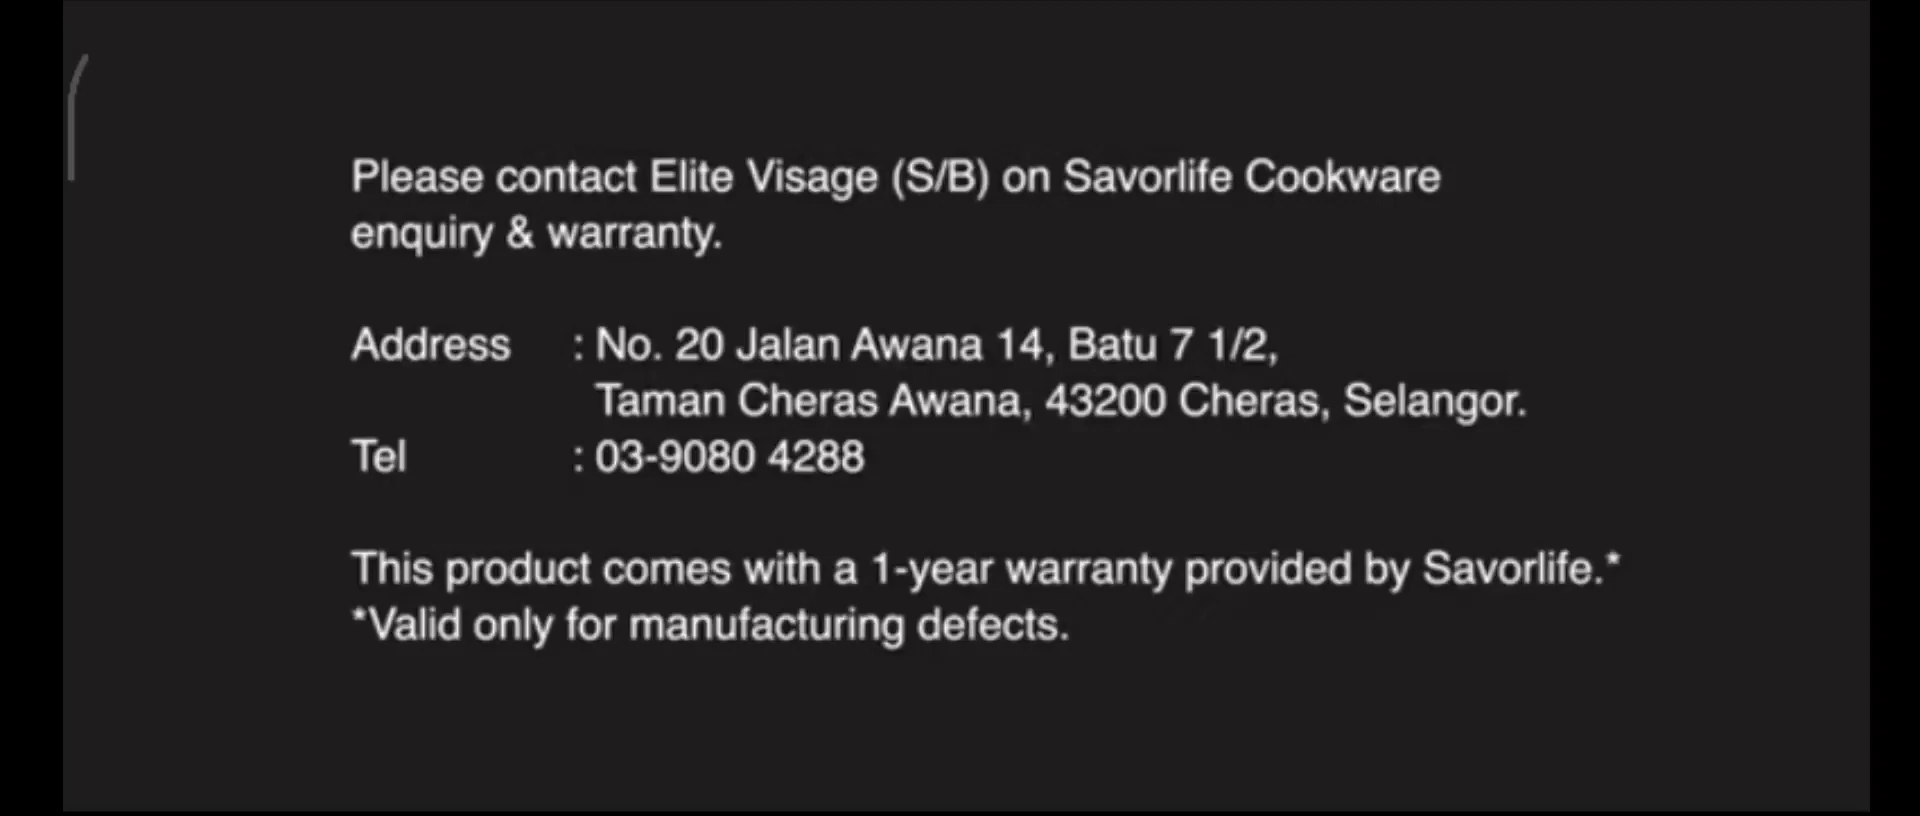 Please contact Elite Visage (S/B) on Savorlife Cookware
enquiry & warranty.
Address : No. 20 Jalan Awana 14, Batu 7 1/2,
Taman Cheras Awana, 43200 Cheras, Selangor.
Tel : 03-9080 4288
This product comes with a 1-year warranty provided by Savorlife.*
*Valid only for manufacturing defects.